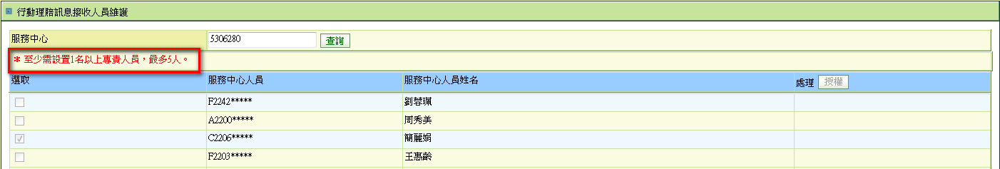 行動理賠訊息接收人員維護
服務中心 5306280 查詢
* 至少需設置1名以上專責人員，最多5人。
選取 服務中心人員 服務中心人員姓名 處理 授權
F2242***** 劉蓉珮
A2200***** 周秀美
C2206***** 簡麗娟
F2203***** 王惠齡